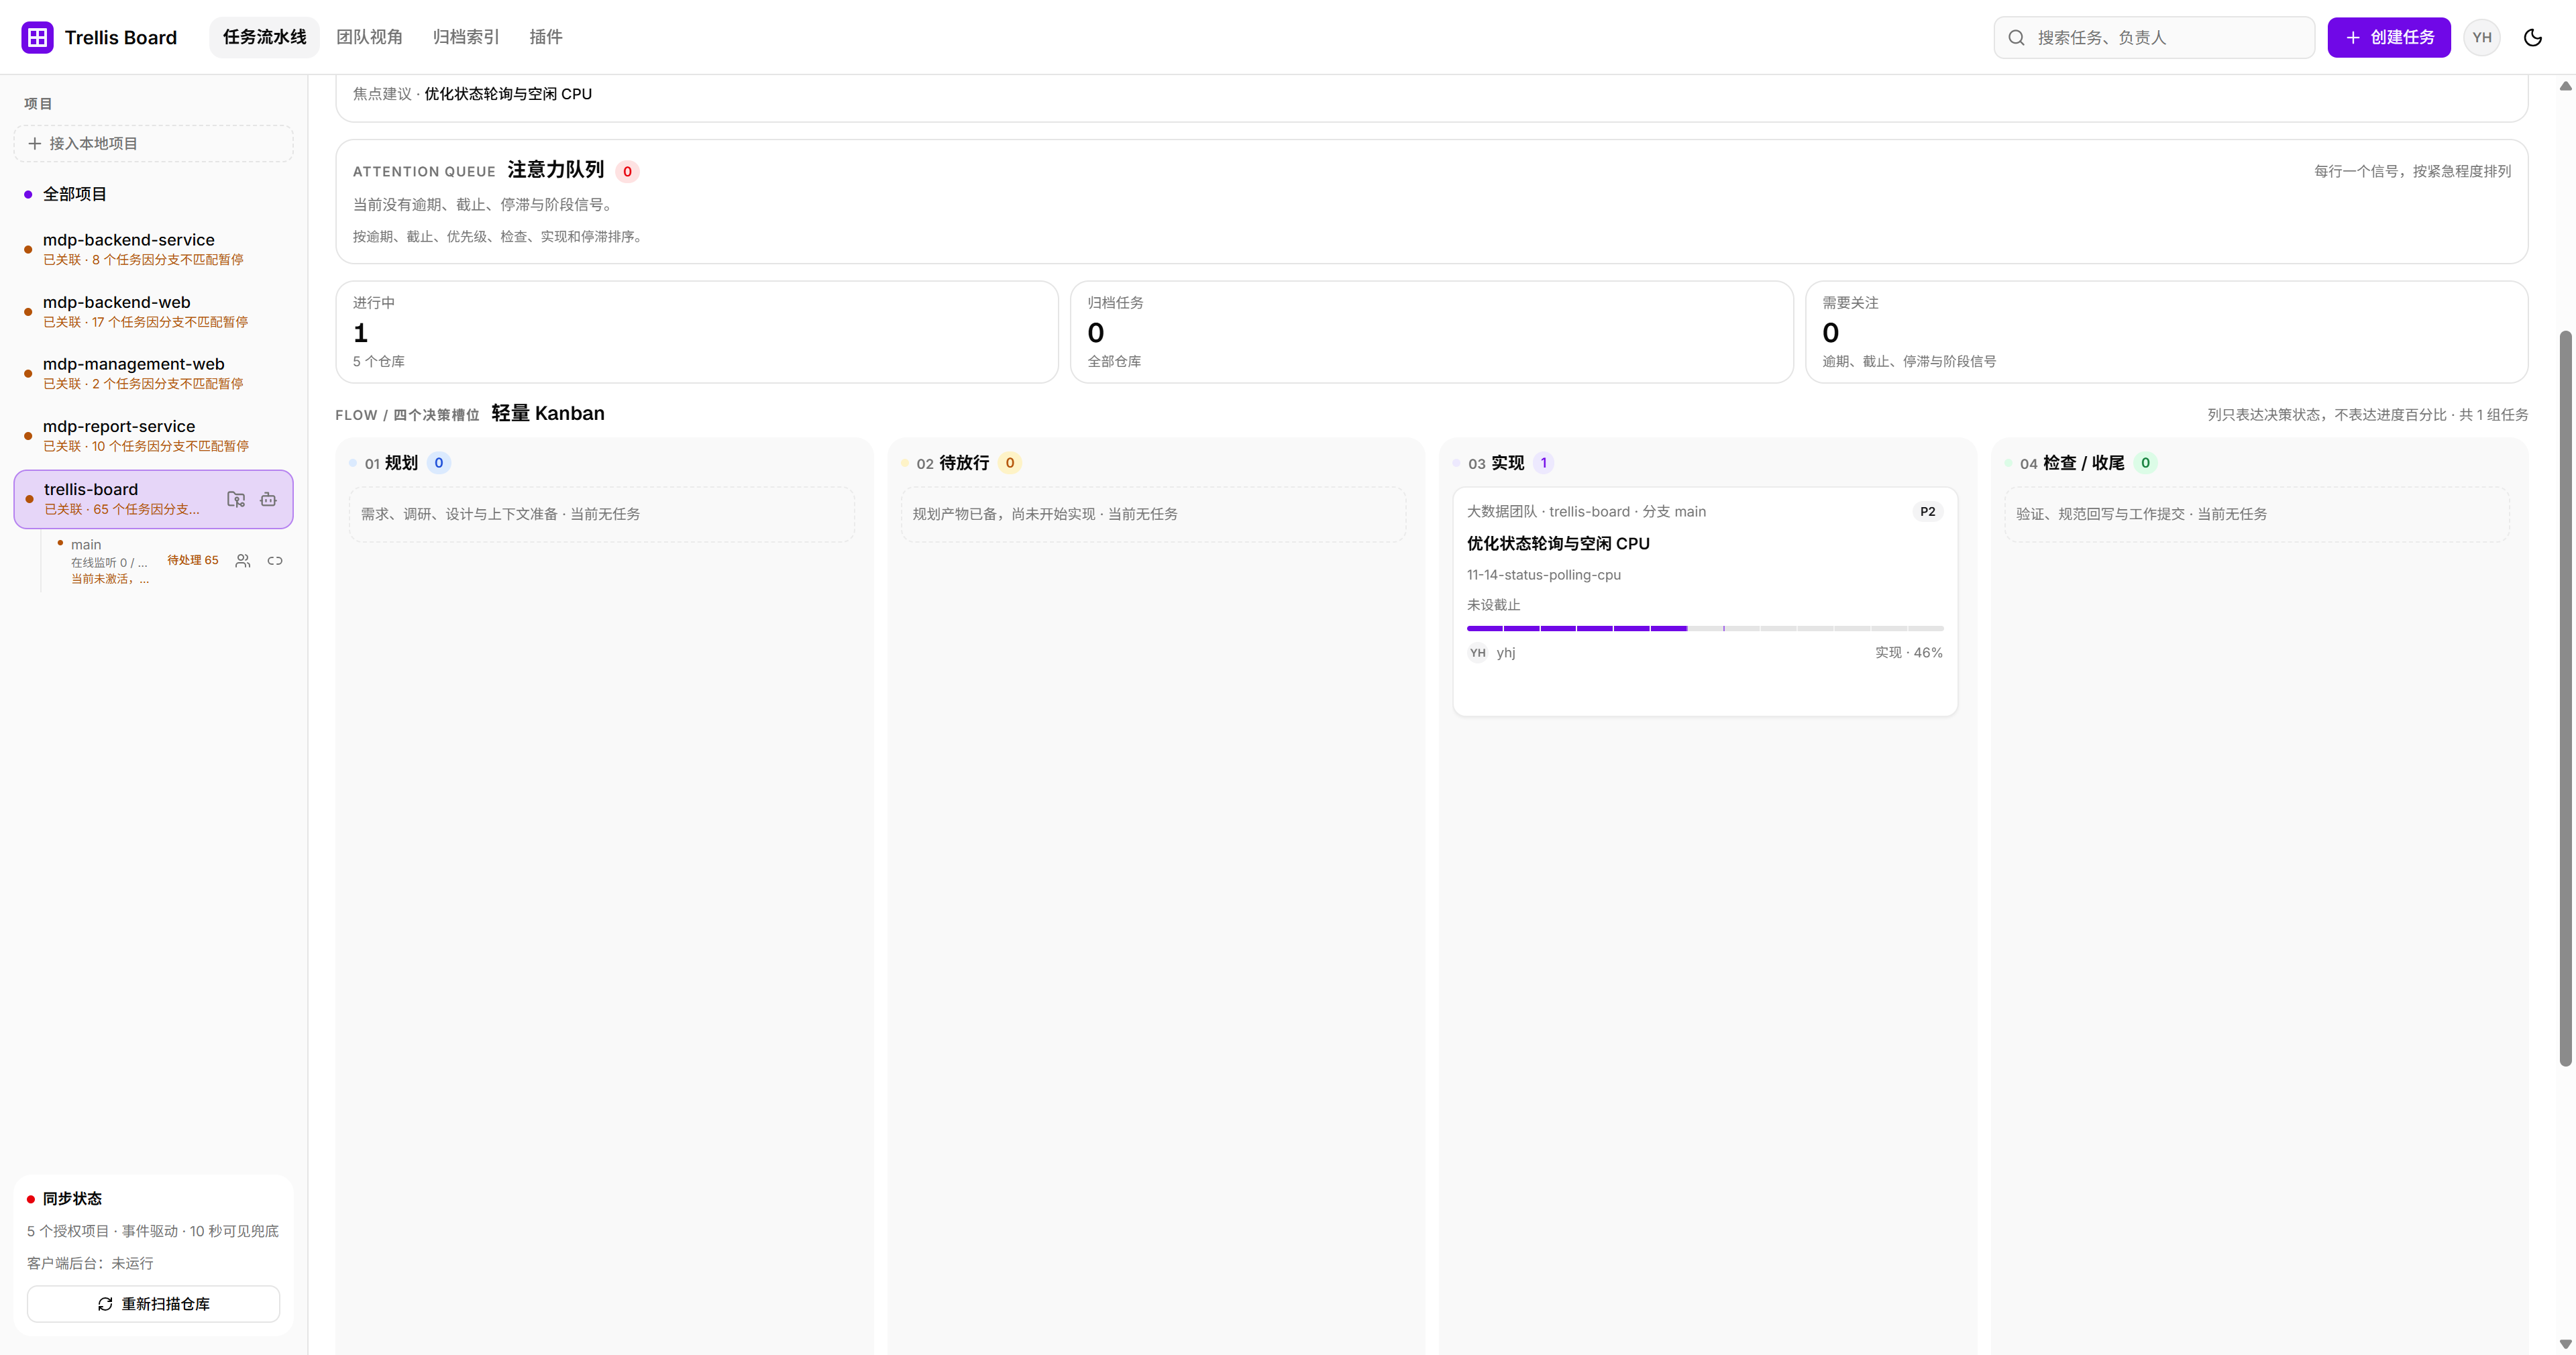 Trellis Board
任务流水线
团队视角
归档索引
插件
搜索任务、负责人
创建任务
YH
项目
接入本地项目
全部项目
mdp-backend-service
已关联 · 8 个任务因分支不匹配暂停
mdp-backend-web
已关联 · 17 个任务因分支不匹配暂停
mdp-management-web
已关联 · 2 个任务因分支不匹配暂停
mdp-report-service
已关联 · 10 个任务因分支不匹配暂停
trellis-board
已关联 · 65 个任务因分支...
main
在线监听 0 / ...
当前未激活，...
待处理 65
同步状态
5 个授权项目 · 事件驱动 · 10 秒可见兜底
客户端后台：未运行
重新扫描仓库
焦点建议 · 优化状态轮询与空闲 CPU
ATTENTION QUEUE 注意力队列 0
每行一个信号，按紧急程度排列
当前没有逾期、截止、停滞与阶段信号。
按逾期、截止、优先级、检查、实现和停滞排序。
进行中
1
5 个仓库
归档任务
0
全部仓库
需要关注
0
逾期、截止、停滞与阶段信号
FLOW / 四个决策槽位 轻量 Kanban
列只表达决策状态，不表达进度百分比 · 共 1 组任务
01 规划 0
需求、调研、设计与上下文准备 · 当前无任务
02 待放行 0
规划产物已备，尚未开始实现 · 当前无任务
03 实现 1
大数据团队 · trellis-board · 分支 main
P2
优化状态轮询与空闲 CPU
11-14-status-polling-cpu
未设截止
YH yhj
实现 · 46%
04 检查 / 收尾 0
验证、规范回写与工作提交 · 当前无任务